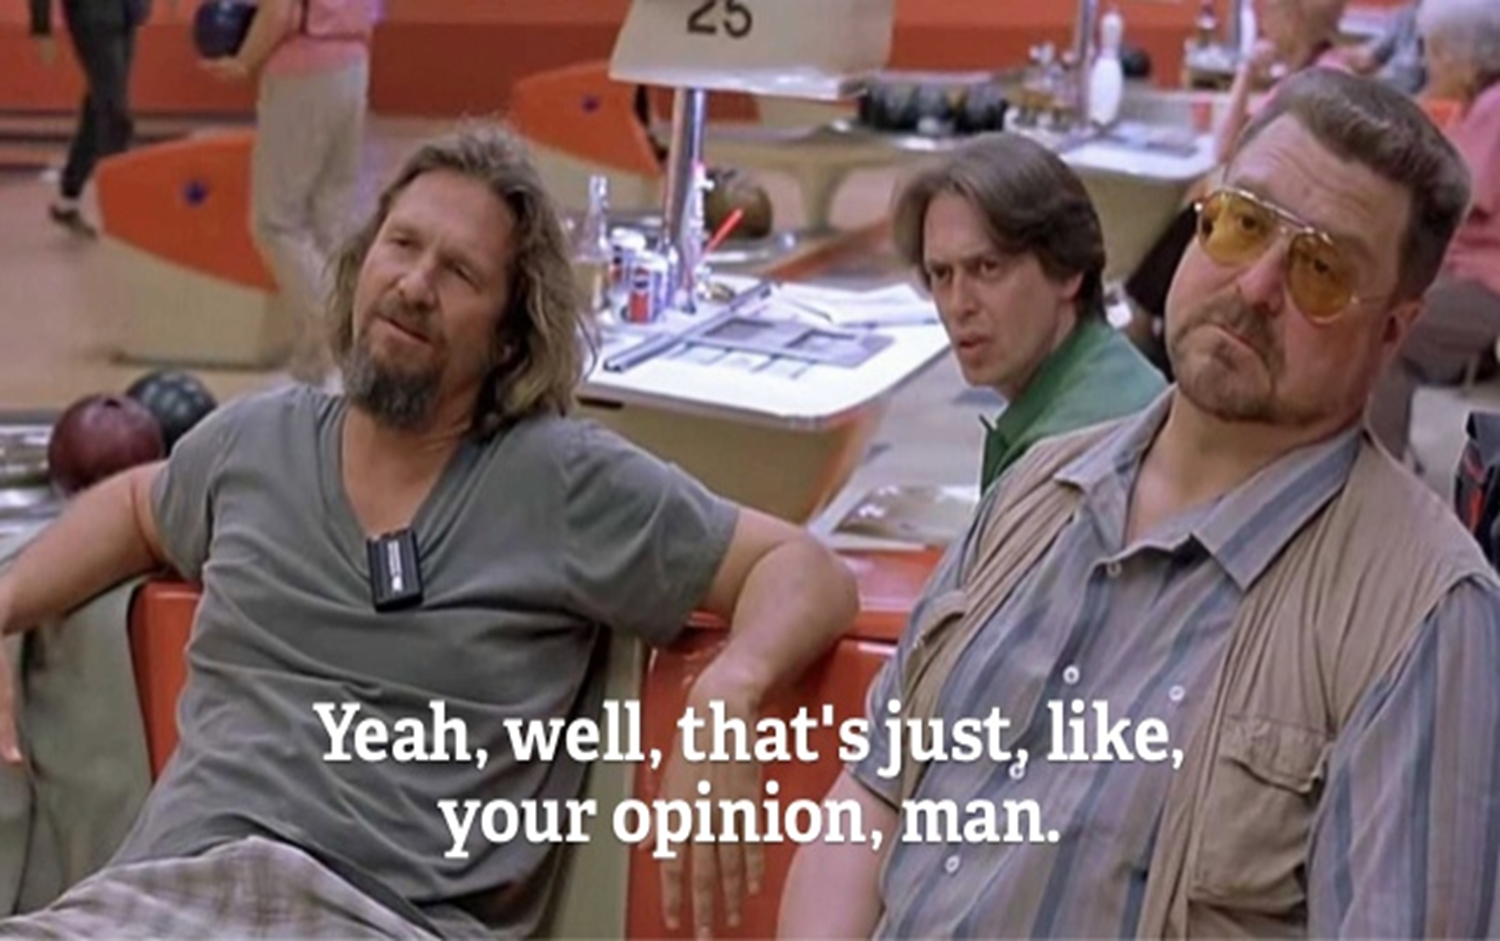 25
Yeah, well, that's just, like,
your opinion, man.